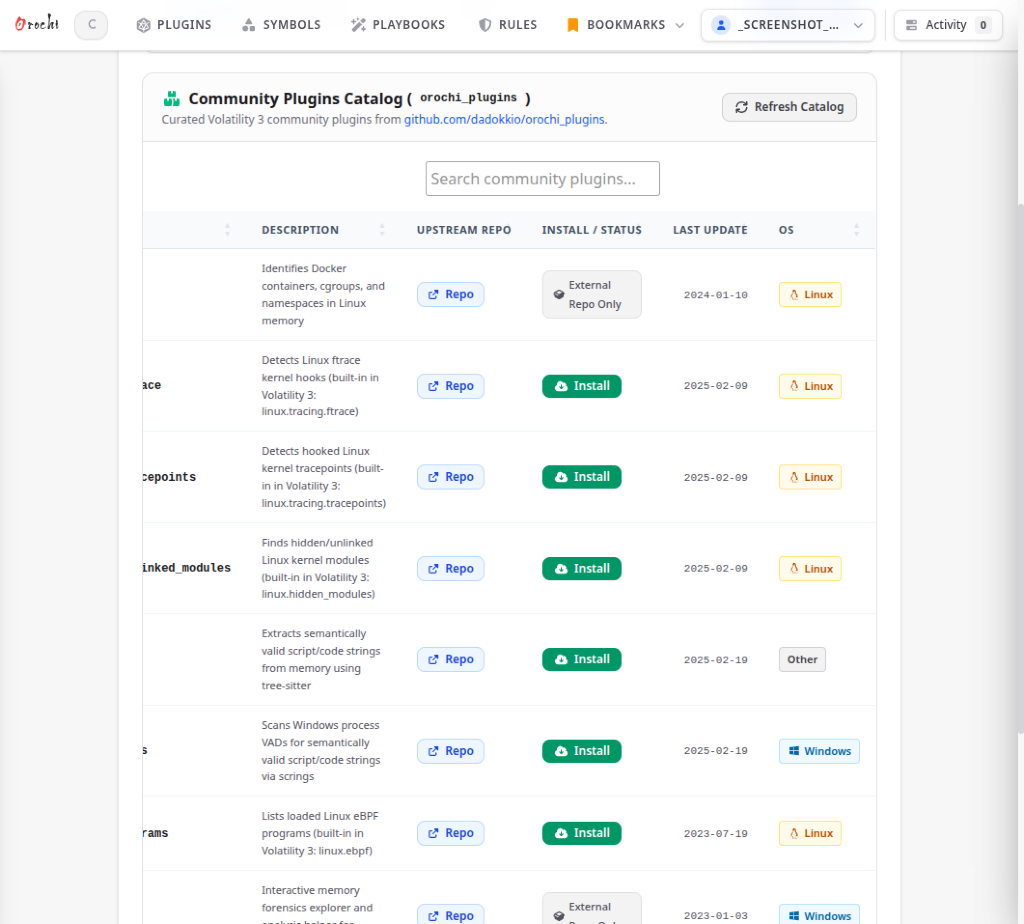 Orochi
C
PLUGINS
SYMBOLS
PLAYBOOKS
RULES
BOOKMARKS
_SCREENSHOT_...
Activity 0
Community Plugins Catalog ( orochi_plugins )
Curated Volatility 3 community plugins from github.com/dadokkio/orochi_plugins.
Refresh Catalog
Search community plugins...
DESCRIPTION
UPSTREAM REPO
INSTALL / STATUS
LAST UPDATE
OS
Identifies Docker
containers, cgroups, and
namespaces in Linux
memory
Repo
External
Repo Only
2024-01-10
Linux
ace
Detects Linux ftrace
kernel hooks (built-in in
Volatility 3:
linux.tracing.ftrace)
Repo
Install
2025-02-09
Linux
cepoints
Detects hooked Linux
kernel tracepoints (built-
in in Volatility 3:
linux.tracing.tracepoints)
Repo
Install
2025-02-09
Linux
inked_modules
Finds hidden/unlinked
Linux kernel modules
(built-in in Volatility 3:
linux.hidden_modules)
Repo
Install
2025-02-09
Linux
Extracts semantically
valid script/code strings
from memory using
tree-sitter
Repo
Install
2025-02-19
Other
s
Scans Windows process
VADs for semantically
valid script/code strings
via scrings
Repo
Install
2025-02-19
Windows
rams
Lists loaded Linux eBPF
programs (built-in in
Volatility 3: linux.ebpf)
Repo
Install
2023-07-19
Linux
Interactive memory
forensics explorer and
Repo
External
2023-01-03
Windows